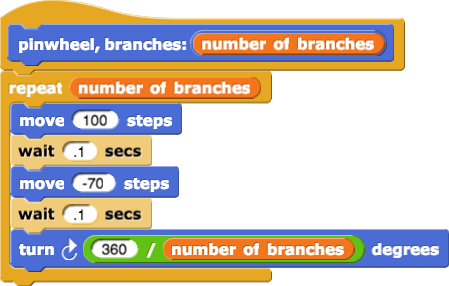 pinwheel, branches: number of branches
repeat number of branches
move 100 steps
wait .1 secs
move -70 steps
wait .1 secs
turn 360 / number of branches degrees